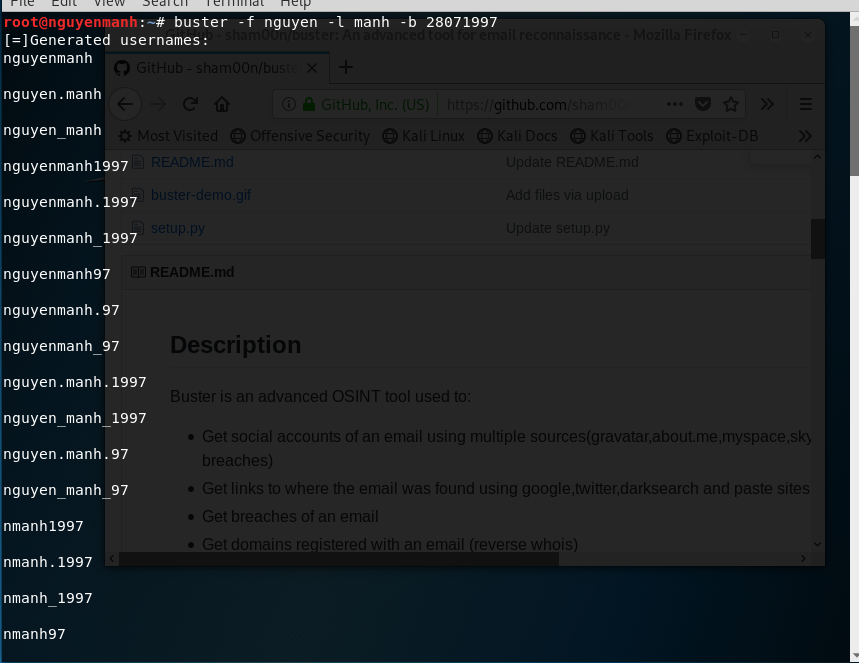 File Edit View Search Terminal Help
root@nguyenmanh:~# buster -f nguyen -l manh -b 28071997
[=]Generated usernames:
nguyenmanh
nguyen.manh
nguyen_manh
nguyenmanh1997
nguyenmanh.1997
nguyenmanh_1997
nguyenmanh97
nguyenmanh.97
nguyenmanh_97
nguyen.manh.1997
nguyen_manh_1997
nguyen.manh.97
nguyen_manh_97
nmanh1997
nmanh.1997
nmanh_1997
nmanh97
GitHub - sham00n/buster: An advanced tool for email reconnaissance - Mozilla Firefox
GitHub - sham00n/buste
GitHub, Inc. (US) https://github.com/sham00
Most Visited Offensive Security Kali Linux Kali Docs Kali Tools Exploit-DB
README.md Update README.md
buster-demo.gif Add files via upload
setup.py Update setup.py
README.md
Description
Buster is an advanced OSINT tool used to:
Get social accounts of an email using multiple sources(gravatar,about.me,myspace,sky
breaches)
Get links to where the email was found using google,twitter,darksearch and paste sites
Get breaches of an email
Get domains registered with an email (reverse whois)